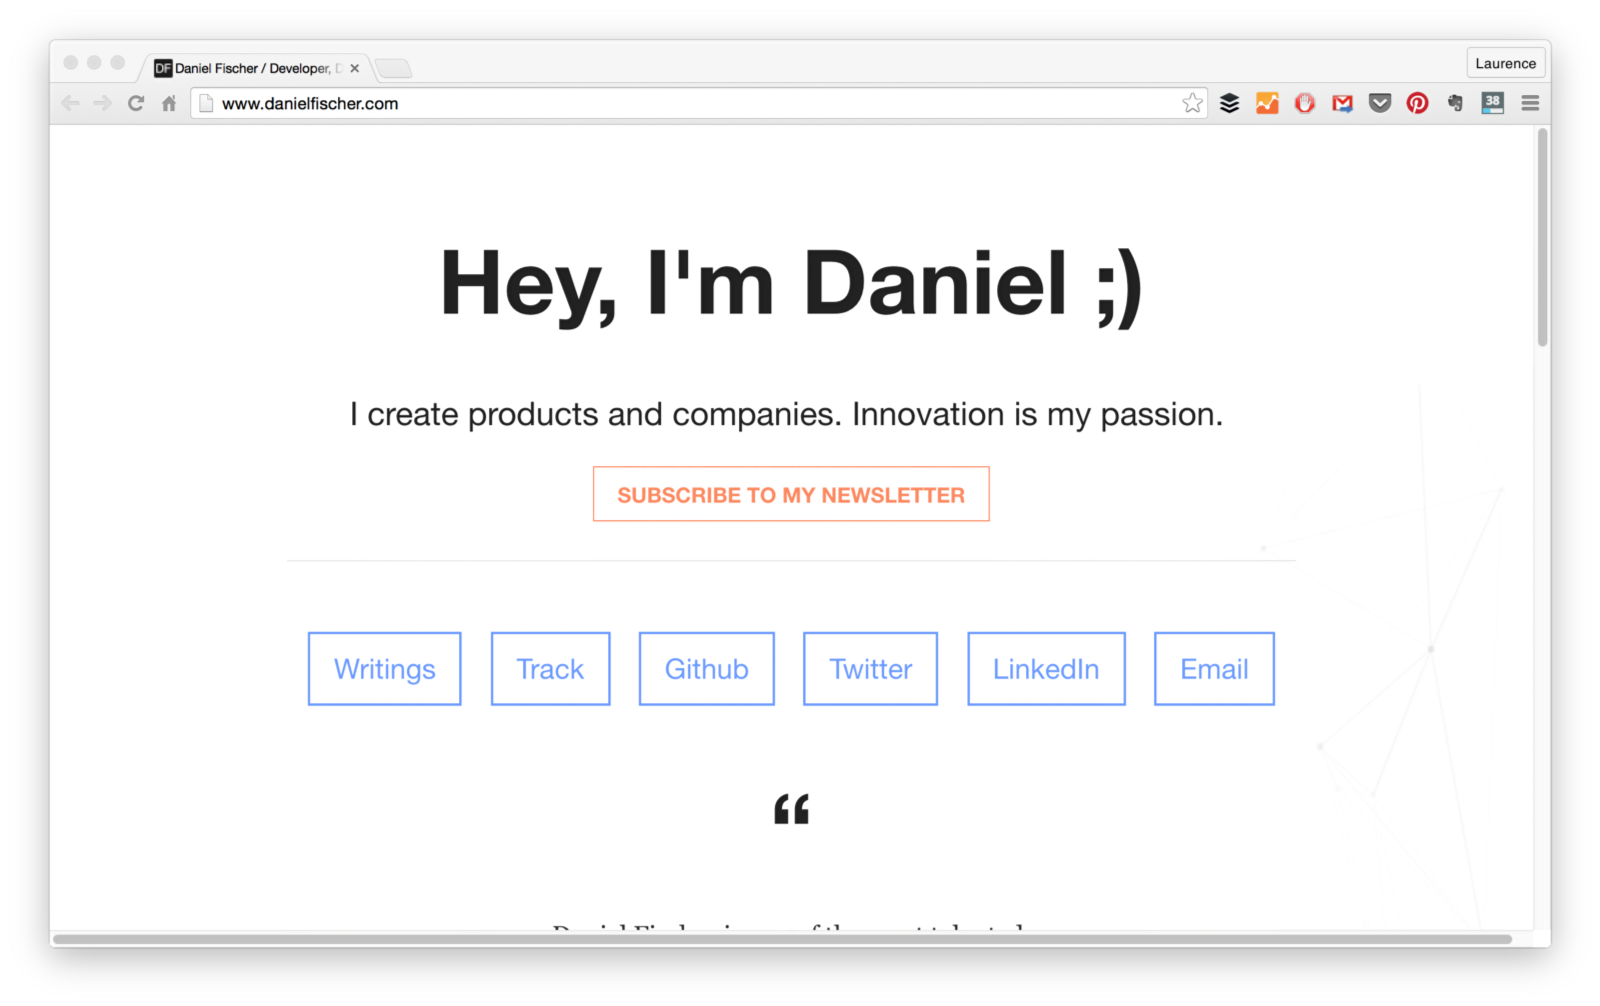 DF Daniel Fischer / Developer, D
Laurence
www.danielfischer.com
38
Hey, I'm Daniel ;)
I create products and companies. Innovation is my passion.
SUBSCRIBE TO MY NEWSLETTER
Writings Track Github Twitter LinkedIn Email
“